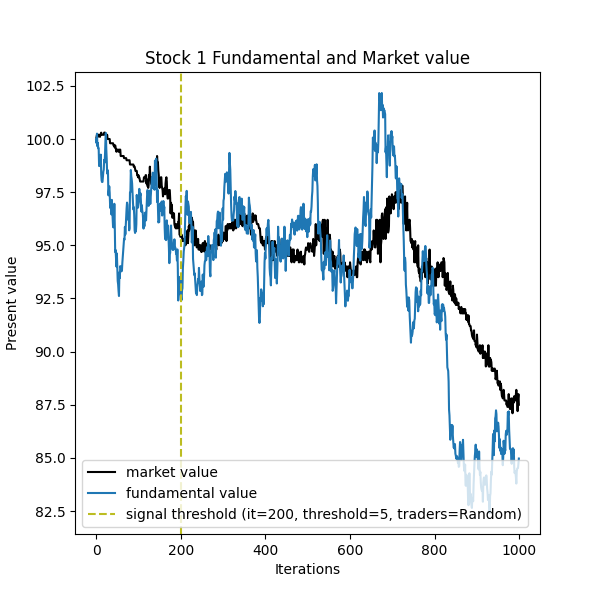 Stock 1 Fundamental and Market value
Present value
102.5
100.0
97.5
95.0
92.5
90.0
87.5
85.0
82.5
market value
fundamental value
signal threshold (it=200, threshold=5, traders=Random)
0 200 400 600 800 1000
Iterations